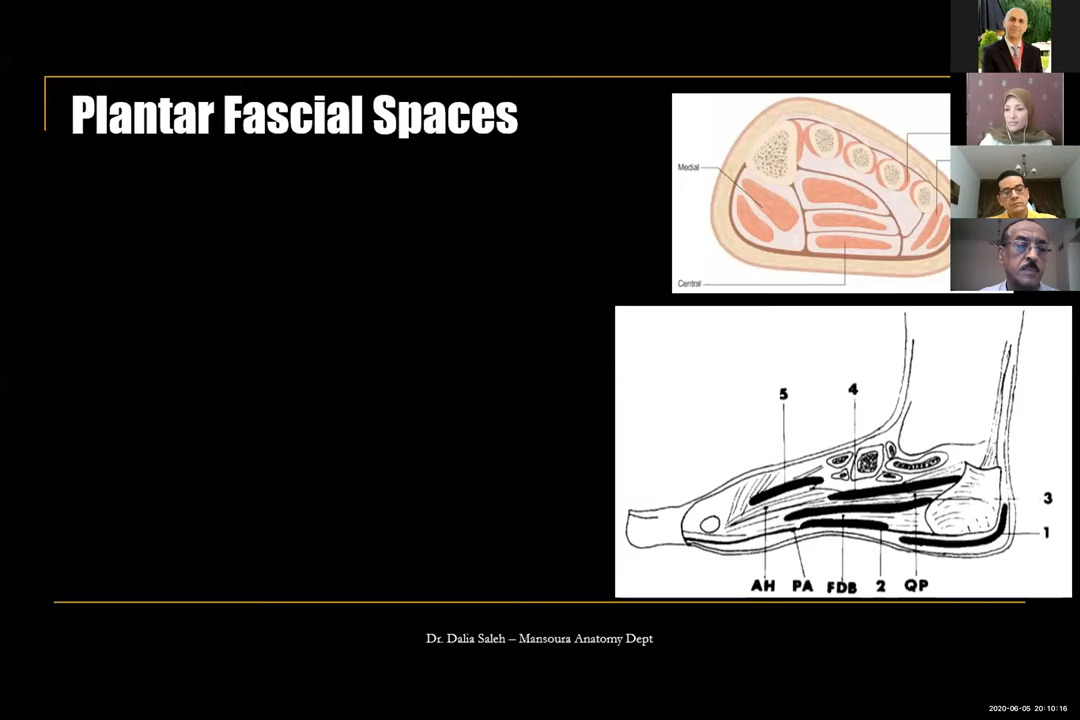 Plantar Fascial Spaces
Medial
Central
5 4
3
1
AH PA FDB 2 QP
Dr. Dalia Saleh – Mansoura Anatomy Dept
2020-06-05 20:10:16